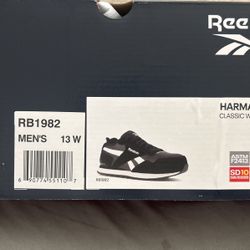 Reeb
HARMA
CLASSIC W
RB1982
MEN'S 13 W
ASTM
F2413
SD10
6 90774 55110 7
RB1982